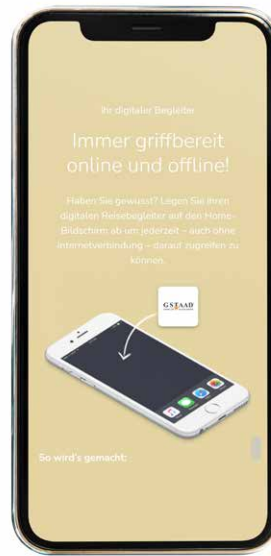 Ihr digitaler Begleiter
Immer griffbereit
online und offline!
Haben Sie gewusst? Legen Sie Ihren
digitalen Reisebegleiter auf den Home-
Bildschirm ab um jederzeit – auch ohne
Internetverbindung – darauf zugreifen zu
können.
GSTAAD
So wird's gemacht: